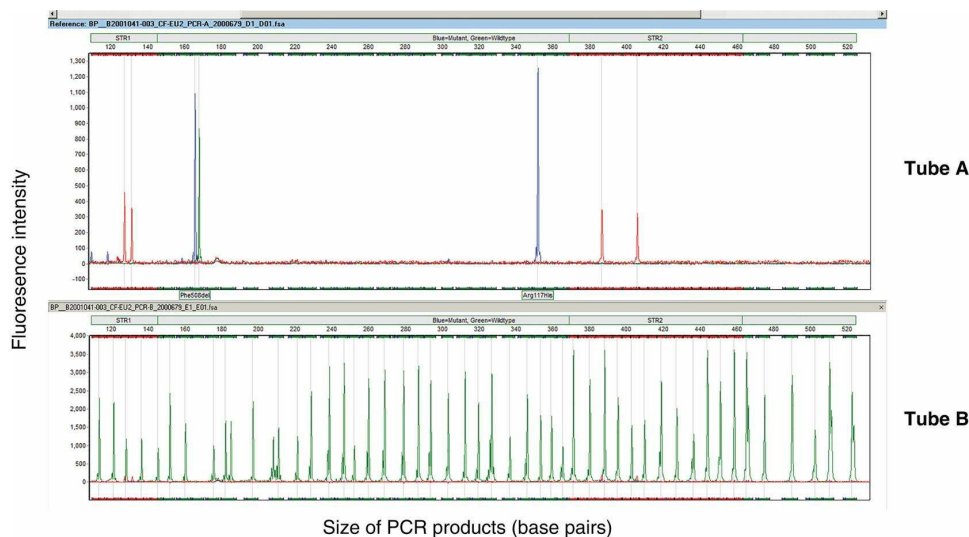 Reference: BP__B2001041-003_CF-EU2_PCR-A_2000679_D1_D01.fsa
STR1 Blue=Mutant, Green=Wildtype STR2
120 140 160 180 200 220 240 260 280 300 320 340 360 380 400 420 440 460 480 500 520
1,300
1,200
1,100
1,000
900
800
700
600
500
400
300
200
100
0
-100
Phe508del Arg117His
Tube A
BP__B2001041-003_CF-EU2_PCR-B_2000679_E1_E01.fsa
STR1 Blue=Mutant, Green=Wildtype STR2
120 140 160 180 200 220 240 260 280 300 320 340 360 380 400 420 440 460 480 500 520
4,000
3,500
3,000
2,500
2,000
1,500
1,000
500
0
Tube B
Fluoresence intensity
Size of PCR products (base pairs)